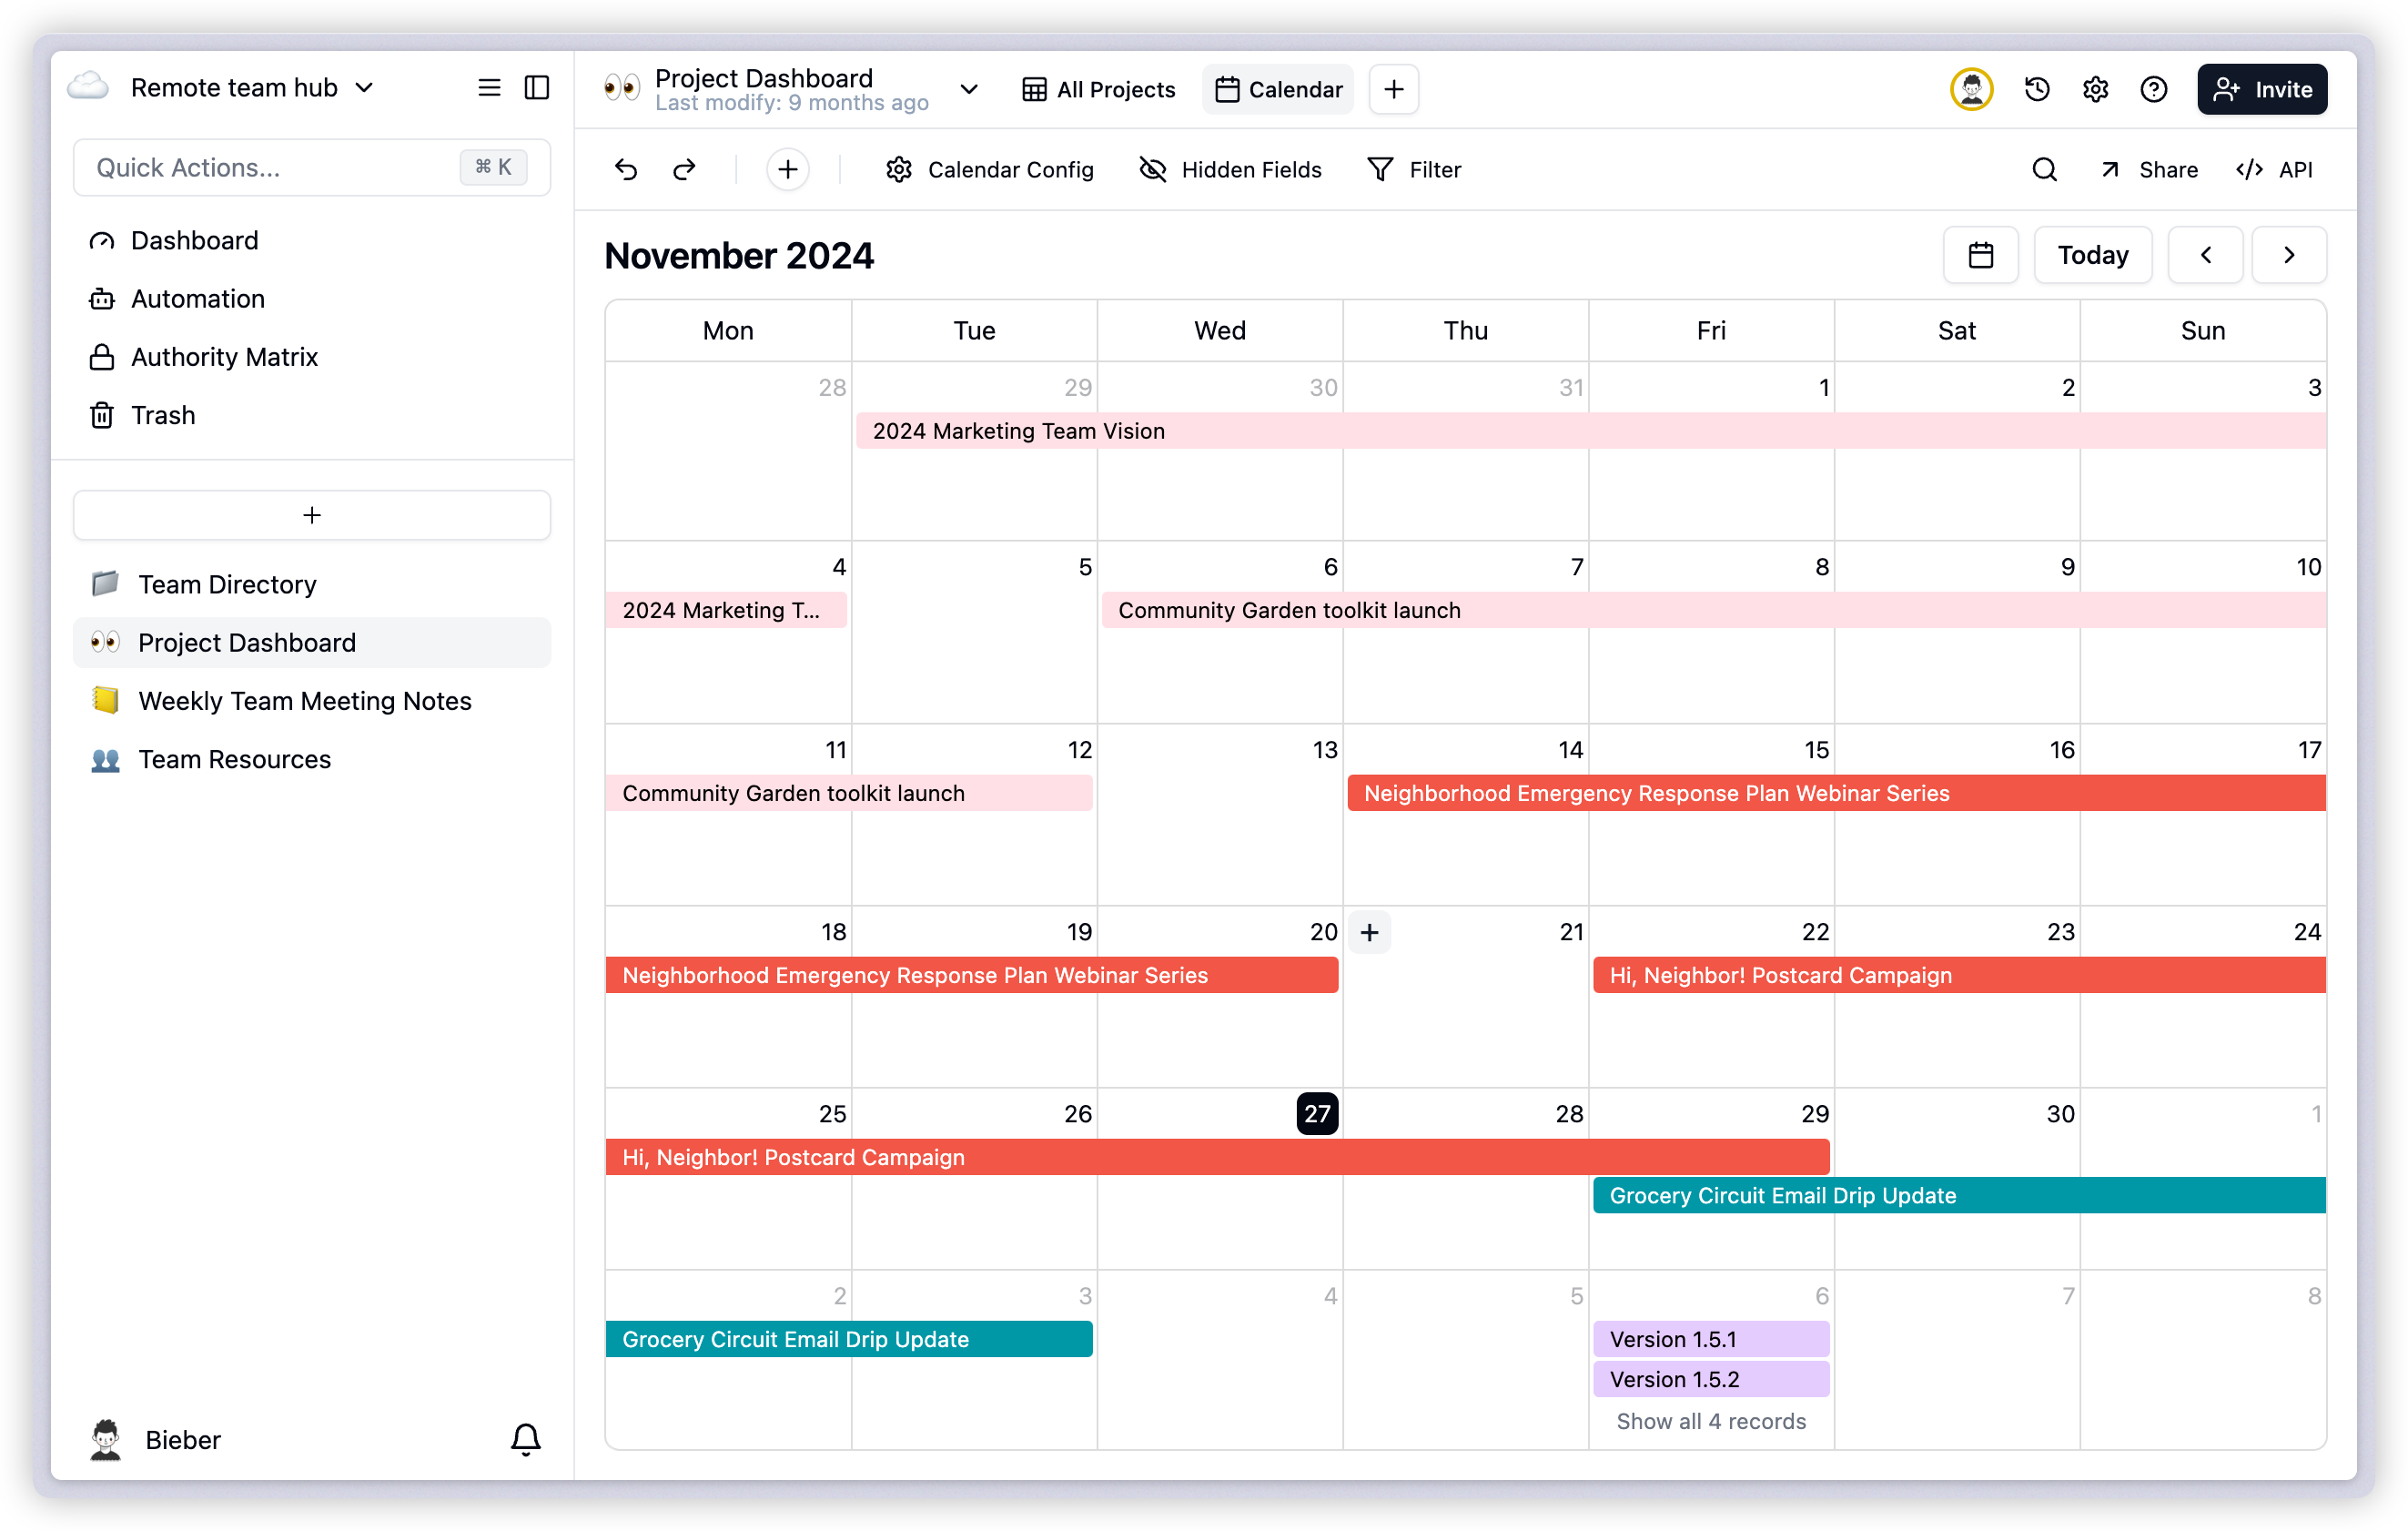 Remote team hub
Quick Actions...
⌘ K
Dashboard
Automation
Authority Matrix
Trash
+
Team Directory
Project Dashboard
Weekly Team Meeting Notes
Team Resources
Bieber
Project Dashboard
Last modify: 9 months ago
All Projects
Calendar
Invite
Calendar Config
Hidden Fields
Filter
Share
API
November 2024
Today
Mon Tue Wed Thu Fri Sat Sun
28 29 30 31 1 2 3
2024 Marketing Team Vision
4 5 6 7 8 9 10
2024 Marketing T...
Community Garden toolkit launch
11 12 13 14 15 16 17
Community Garden toolkit launch
Neighborhood Emergency Response Plan Webinar Series
18 19 20 + 21 22 23 24
Neighborhood Emergency Response Plan Webinar Series
Hi, Neighbor! Postcard Campaign
25 26 27 28 29 30 1
Hi, Neighbor! Postcard Campaign
Grocery Circuit Email Drip Update
2 3 4 5 6 7 8
Grocery Circuit Email Drip Update
Version 1.5.1
Version 1.5.2
Show all 4 records